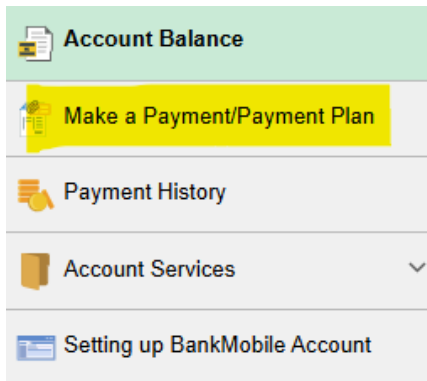 Account Balance
Make a Payment/Payment Plan
Payment History
Account Services
Setting up BankMobile Account